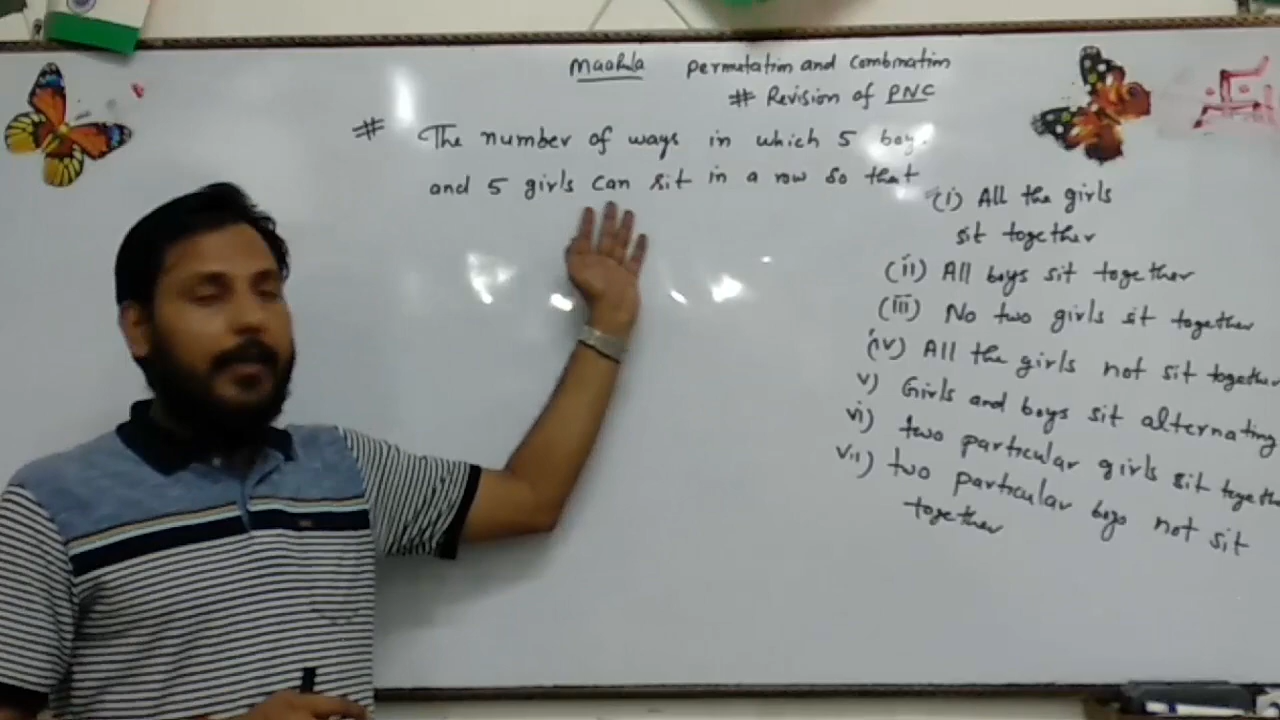 permutation and combination
# Revision of PNC
# The number of ways in which 5 boy.
and 5 girls can sit in a row so that
(i) All the girls
sit together
(ii) All boys sit together
(iii) No two girls sit together
(iv) All the girls not sit together
v) Girls and boys sit alternating
vi) two particular girls sit togeth
vii) two particular boys not sit
together